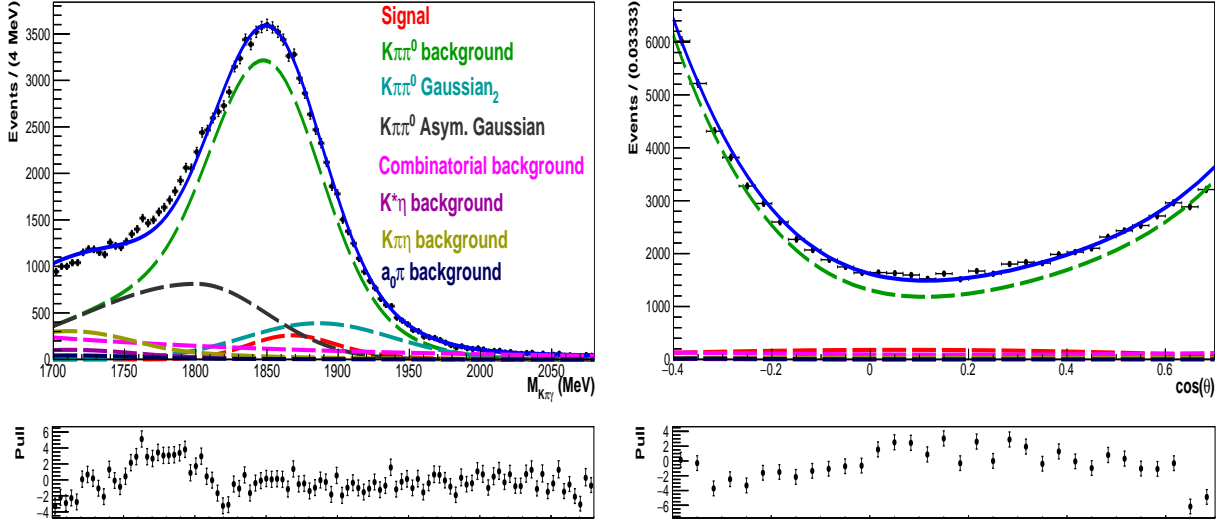 Events / (4 MeV)
3500
3000
2500
2000
1500
1000
500
0
1700 1750 1800 1850 1900 1950 2000 2050
M_{Kπγ} (MeV)
Signal
Kππ⁰ background
Kππ⁰ Gaussian₂
Kππ⁰ Asym. Gaussian
Combinatorial background
K*η background
Kπη background
a₀π background
Pull
6
4
2
0
−2
−4
Events / (0.03333)
6000
5000
4000
3000
2000
1000
0
−0.4 −0.2 0 0.2 0.4 0.6
cos(θ)
Pull
4
2
0
−2
−4
−6